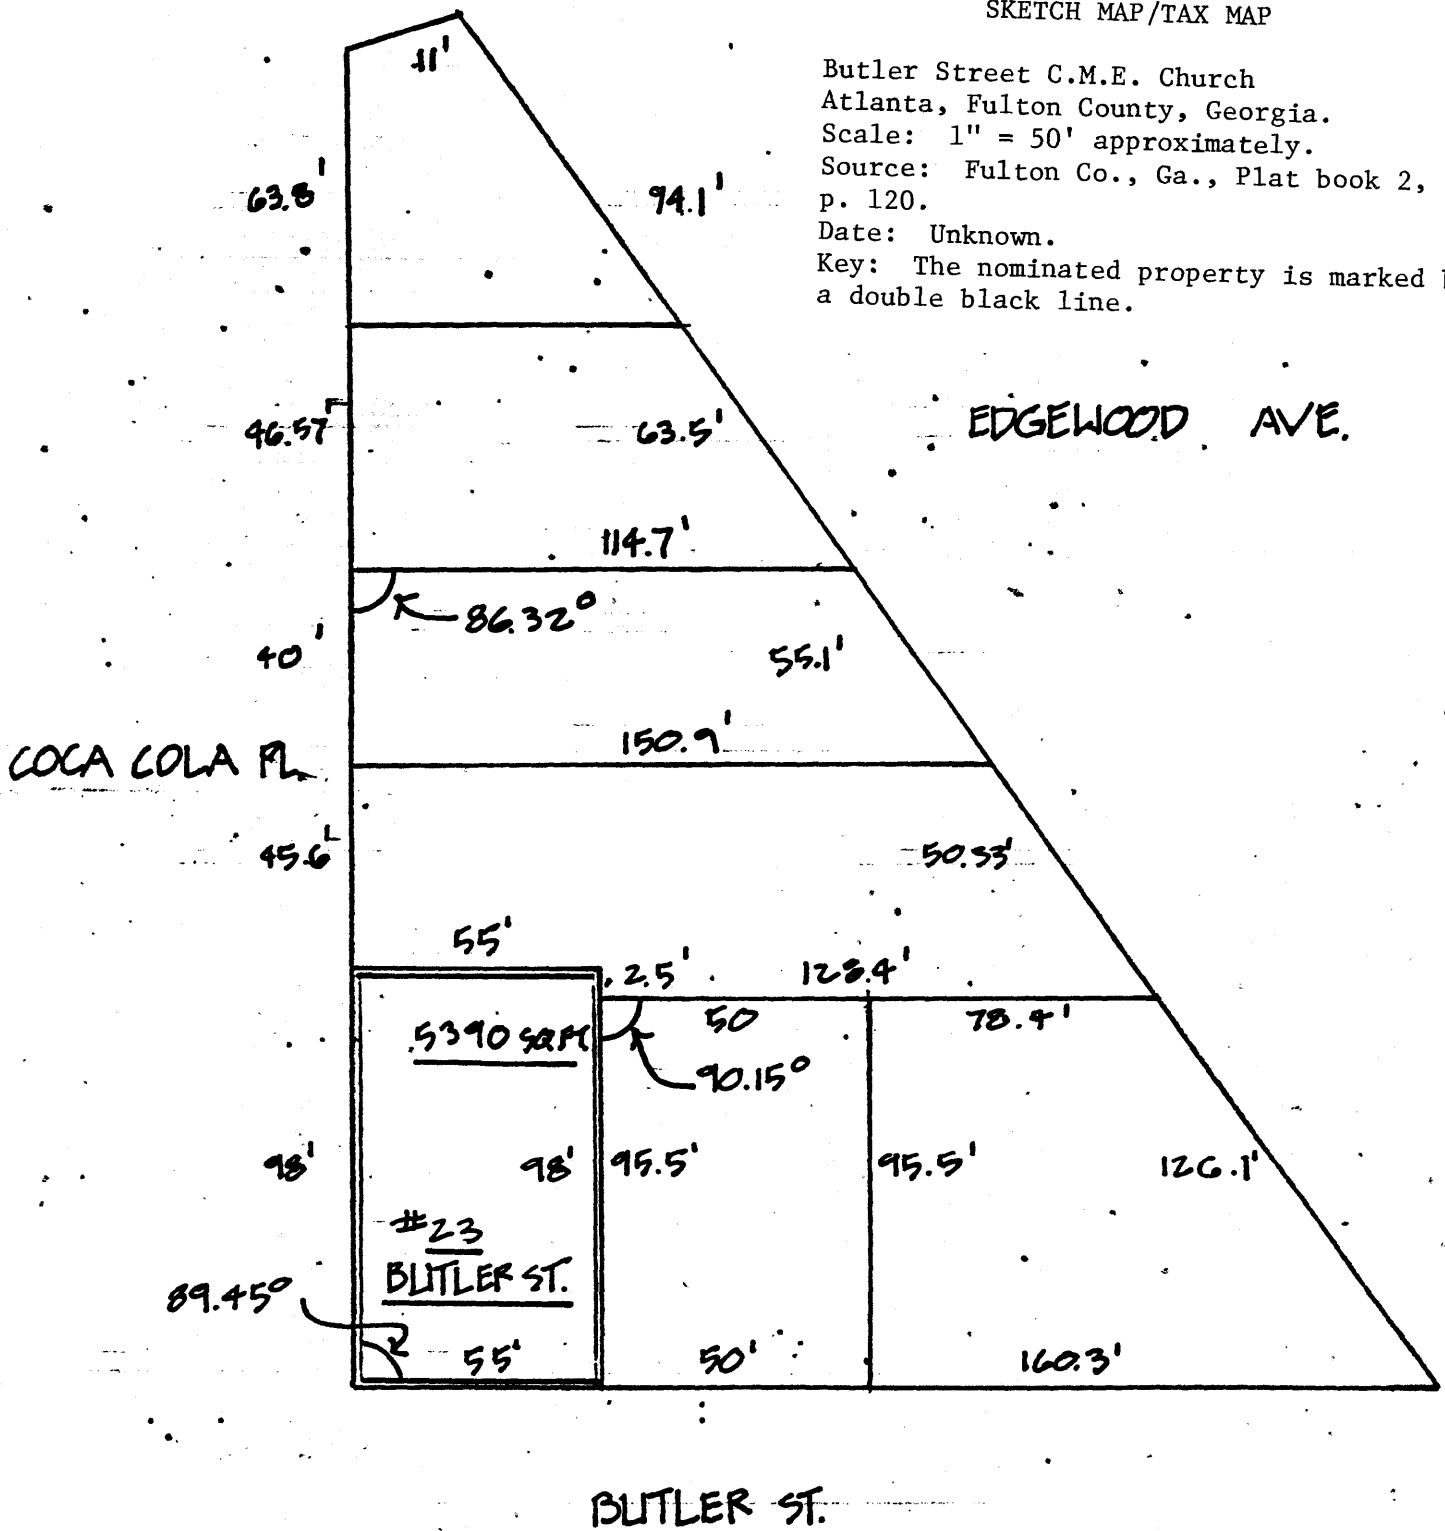 SKETCH MAP/TAX MAP
Butler Street C.M.E. Church
Atlanta, Fulton County, Georgia.
Scale: 1" = 50' approximately.
Source: Fulton Co., Ga., Plat book 2,
p. 120.
Date: Unknown.
Key: The nominated property is marked
a double black line.
11'
63.8'
94.1'
EDGEWOOD AVE.
46.57'
63.5'
114.7'
86.32°
40'
55.1'
150.9'
COCA COLA PL.
45.6'
50.33'
55'
2.5'
128.4'
50
78.4'
5390 SQ FT
90.15°
98'
98'
95.5'
95.5'
126.1'
#23
BUTLER ST.
89.45°
55'
50'
160.3'
BUTLER ST.